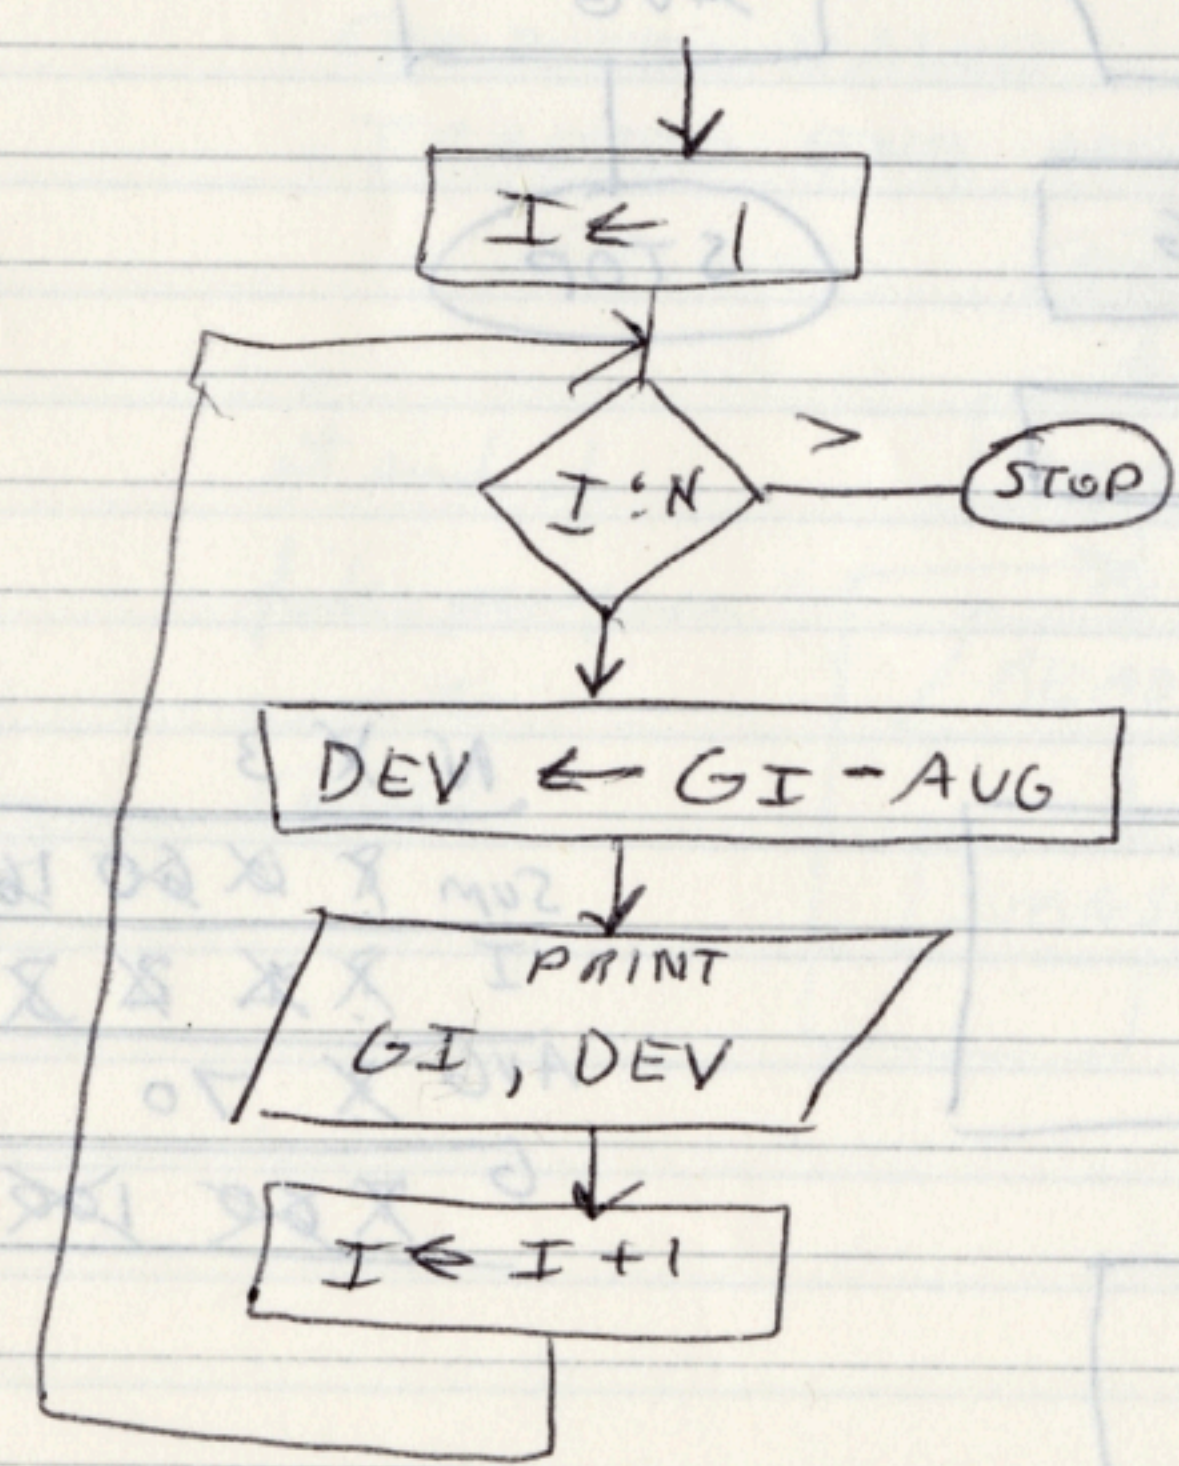 I ← 1
I : N
>
STOP
DEV ← GI - AVG
PRINT
GI, DEV
I ← I + 1